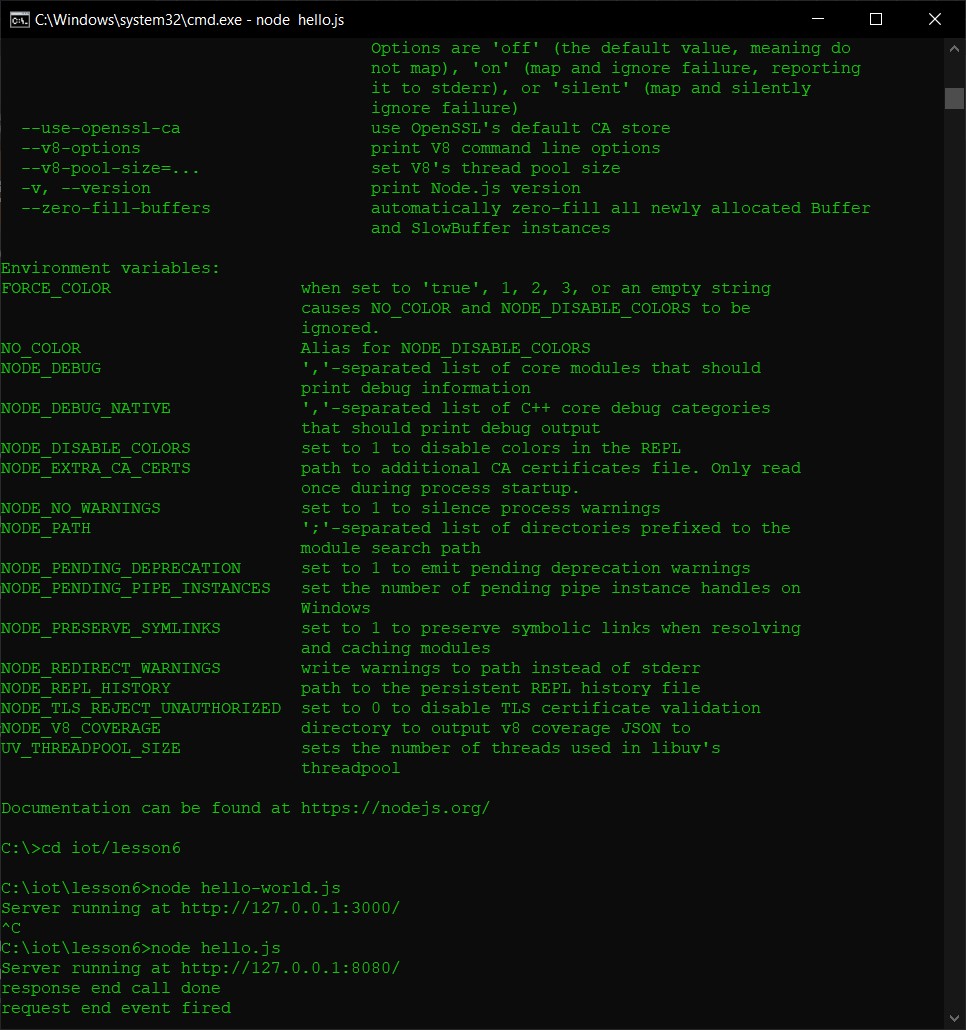 C:\Windows\system32\cmd.exe - node  hello.js
Options are 'off' (the default value, meaning do
not map), 'on' (map and ignore failure, reporting
it to stderr), or 'silent' (map and silently
ignore failure)
--use-openssl-ca use OpenSSL's default CA store
--v8-options print V8 command line options
--v8-pool-size=... set V8's thread pool size
-v, --version print Node.js version
--zero-fill-buffers automatically zero-fill all newly allocated Buffer
and SlowBuffer instances
Environment variables:
FORCE_COLOR when set to 'true', 1, 2, 3, or an empty string
causes NO_COLOR and NODE_DISABLE_COLORS to be
ignored.
NO_COLOR Alias for NODE_DISABLE_COLORS
NODE_DEBUG ','-separated list of core modules that should
print debug information
NODE_DEBUG_NATIVE ','-separated list of C++ core debug categories
that should print debug output
NODE_DISABLE_COLORS set to 1 to disable colors in the REPL
NODE_EXTRA_CA_CERTS path to additional CA certificates file. Only read
once during process startup.
NODE_NO_WARNINGS set to 1 to silence process warnings
NODE_PATH ';'-separated list of directories prefixed to the
module search path
NODE_PENDING_DEPRECATION set to 1 to emit pending deprecation warnings
NODE_PENDING_PIPE_INSTANCES set the number of pending pipe instance handles on
Windows
NODE_PRESERVE_SYMLINKS set to 1 to preserve symbolic links when resolving
and caching modules
NODE_REDIRECT_WARNINGS write warnings to path instead of stderr
NODE_REPL_HISTORY path to the persistent REPL history file
NODE_TLS_REJECT_UNAUTHORIZED set to 0 to disable TLS certificate validation
NODE_V8_COVERAGE directory to output v8 coverage JSON to
UV_THREADPOOL_SIZE sets the number of threads used in libuv's
threadpool
Documentation can be found at https://nodejs.org/
C:\>cd iot/lesson6
C:\iot\lesson6>node hello-world.js
Server running at http://127.0.0.1:3000/
^C
C:\iot\lesson6>node hello.js
Server running at http://127.0.0.1:8080/
response end call done
request end event fired